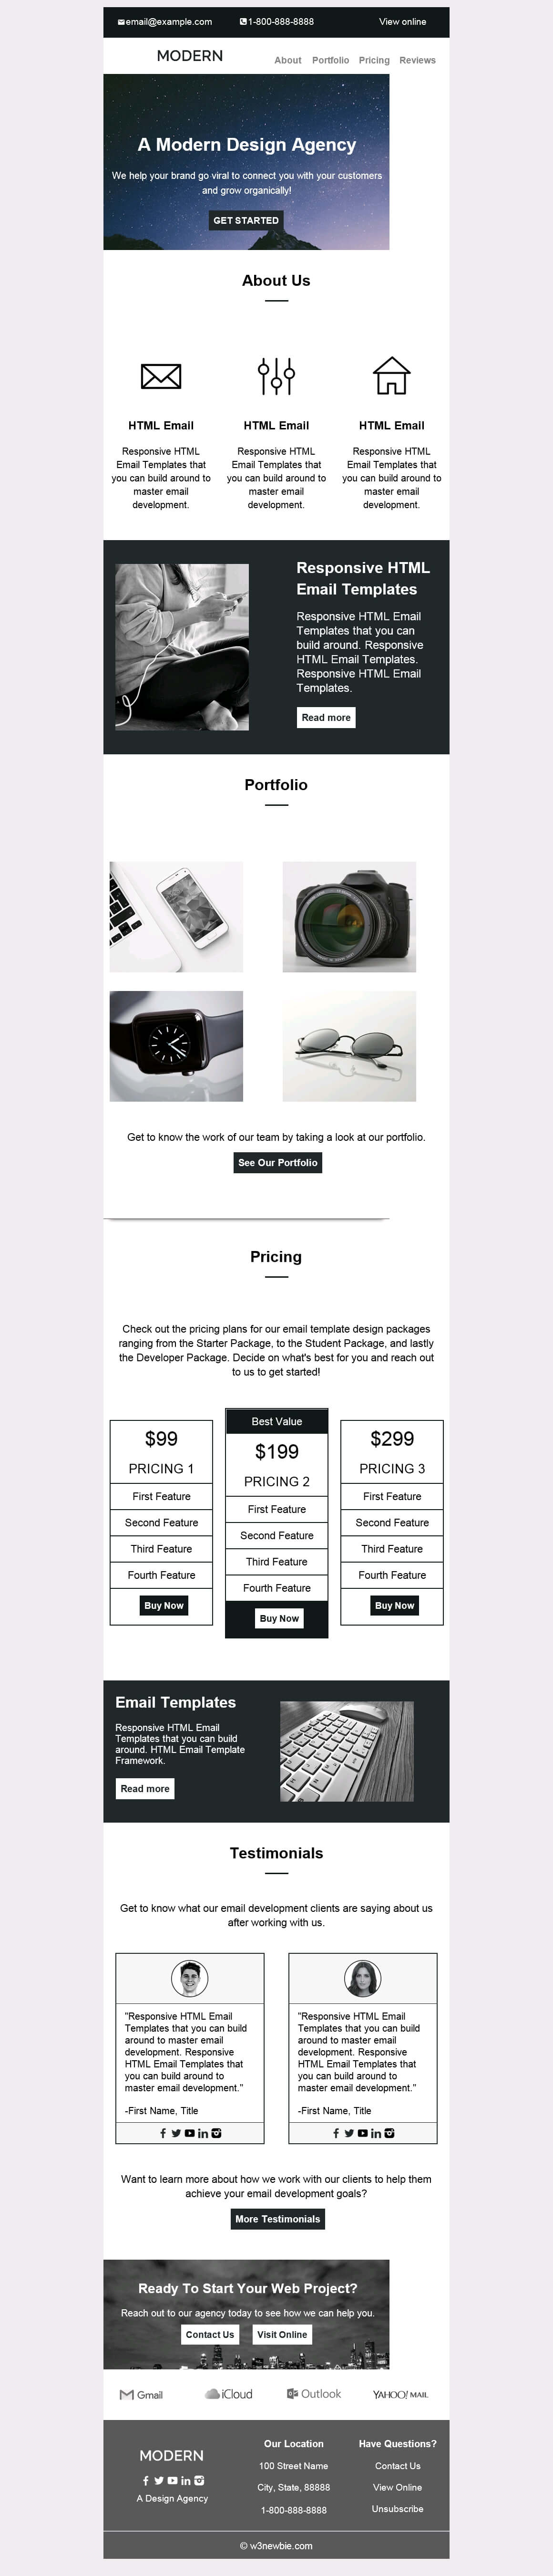 email@example.com 1-800-888-8888 View online
MODERN About Portfolio Pricing Reviews
A Modern Design Agency
We help your brand go viral to connect you with your customers
and grow organically!
GET STARTED
About Us
HTML Email
Responsive HTML
Email Templates that
you can build around to
master email
development.
HTML Email
Responsive HTML
Email Templates that
you can build around to
master email
development.
HTML Email
Responsive HTML
Email Templates that
you can build around to
master email
development.
Responsive HTML
Email Templates
Responsive HTML Email
Templates that you can
build around. Responsive
HTML Email Templates.
Responsive HTML Email
Templates.
Read more
Portfolio
Get to know the work of our team by taking a look at our portfolio.
See Our Portfolio
Pricing
Check out the pricing plans for our email template design packages
ranging from the Starter Package, to the Student Package, and lastly
the Developer Package. Decide on what's best for you and reach out
to us to get started!
$99
PRICING 1
First Feature
Second Feature
Third Feature
Fourth Feature
Buy Now
Best Value
$199
PRICING 2
First Feature
Second Feature
Third Feature
Fourth Feature
Buy Now
$299
PRICING 3
First Feature
Second Feature
Third Feature
Fourth Feature
Buy Now
Email Templates
Responsive HTML Email
Templates that you can build
around. HTML Email Template
Framework.
Read more
Testimonials
Get to know what our email development clients are saying about us
after working with us.
"Responsive HTML Email
Templates that you can build
around to master email
development. Responsive
HTML Email Templates that
you can build around to
master email development."
-First Name, Title
"Responsive HTML Email
Templates that you can build
around to master email
development. Responsive
HTML Email Templates that
you can build around to
master email development."
-First Name, Title
Want to learn more about how we work with our clients to help them
achieve your email development goals?
More Testimonials
Ready To Start Your Web Project?
Reach out to our agency today to see how we can help you.
Contact Us Visit Online
Gmail iCloud Outlook YAHOO! MAIL
MODERN
A Design Agency
Our Location
100 Street Name
City, State, 88888
1-800-888-8888
Have Questions?
Contact Us
View Online
Unsubscribe
© w3newbie.com